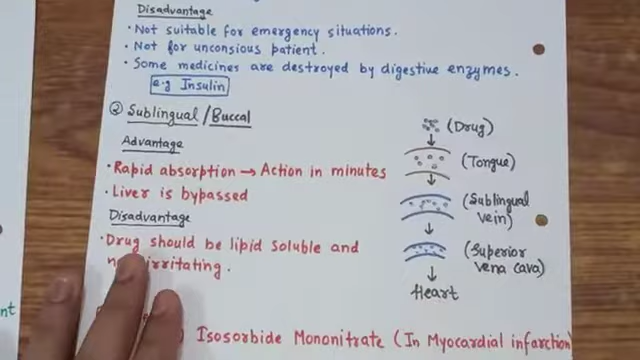 Disadvantage
· Not suitable for emergency situations.
· Not for unconsious patient.
· Some medicines are destroyed by digestive enzymes.
e.g Insulin
② Sublingual/Buccal
Advantage
· Rapid absorption → Action in minutes
· Liver is bypassed
Disadvantage
· Drug should be lipid soluble and
irritating.
(Drug)
(Tongue)
(Sublingual
vein)
(Superior
vena cava)
Heart
Isosorbide Mononitrate (In Myocardial infarction)
nt